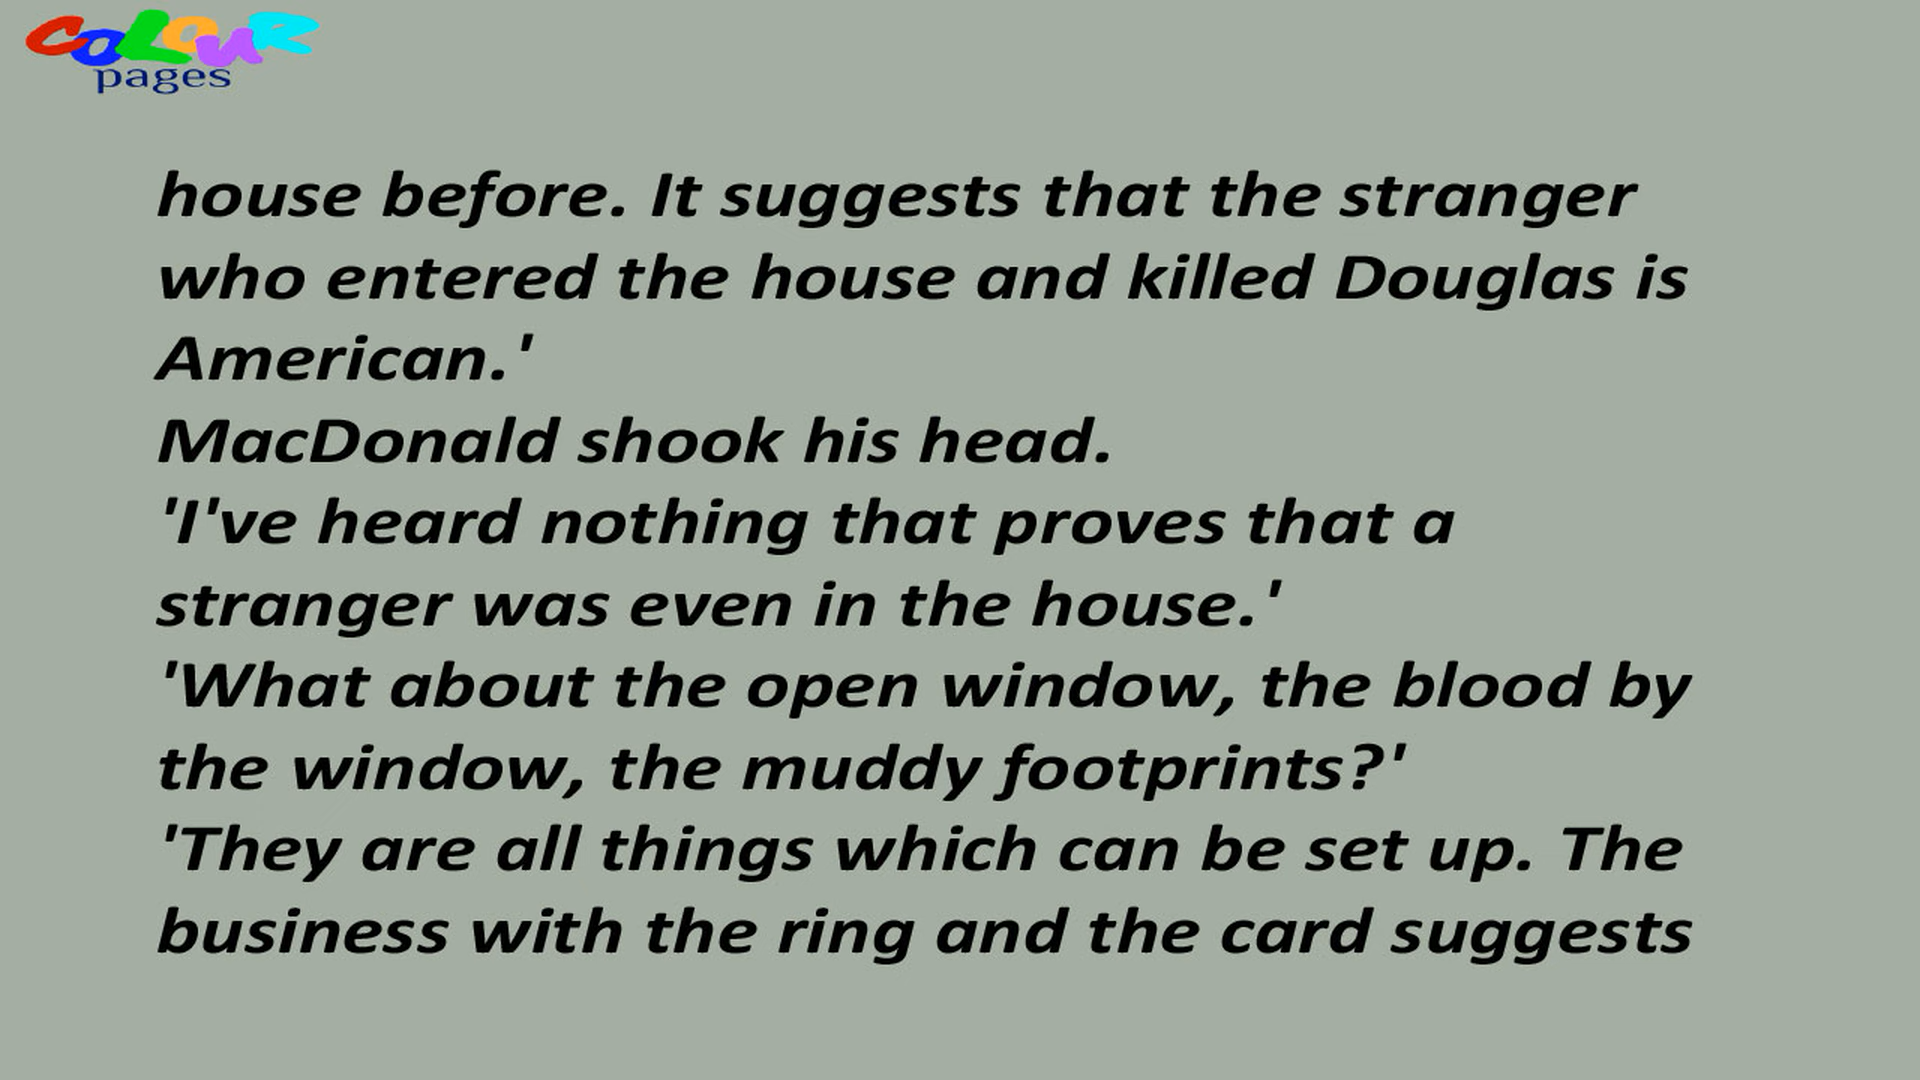 COLOUR
pages
house before. It suggests that the stranger
who entered the house and killed Douglas is
American.'
MacDonald shook his head.
'I've heard nothing that proves that a
stranger was even in the house.'
'What about the open window, the blood by
the window, the muddy footprints?'
'They are all things which can be set up. The
business with the ring and the card suggests